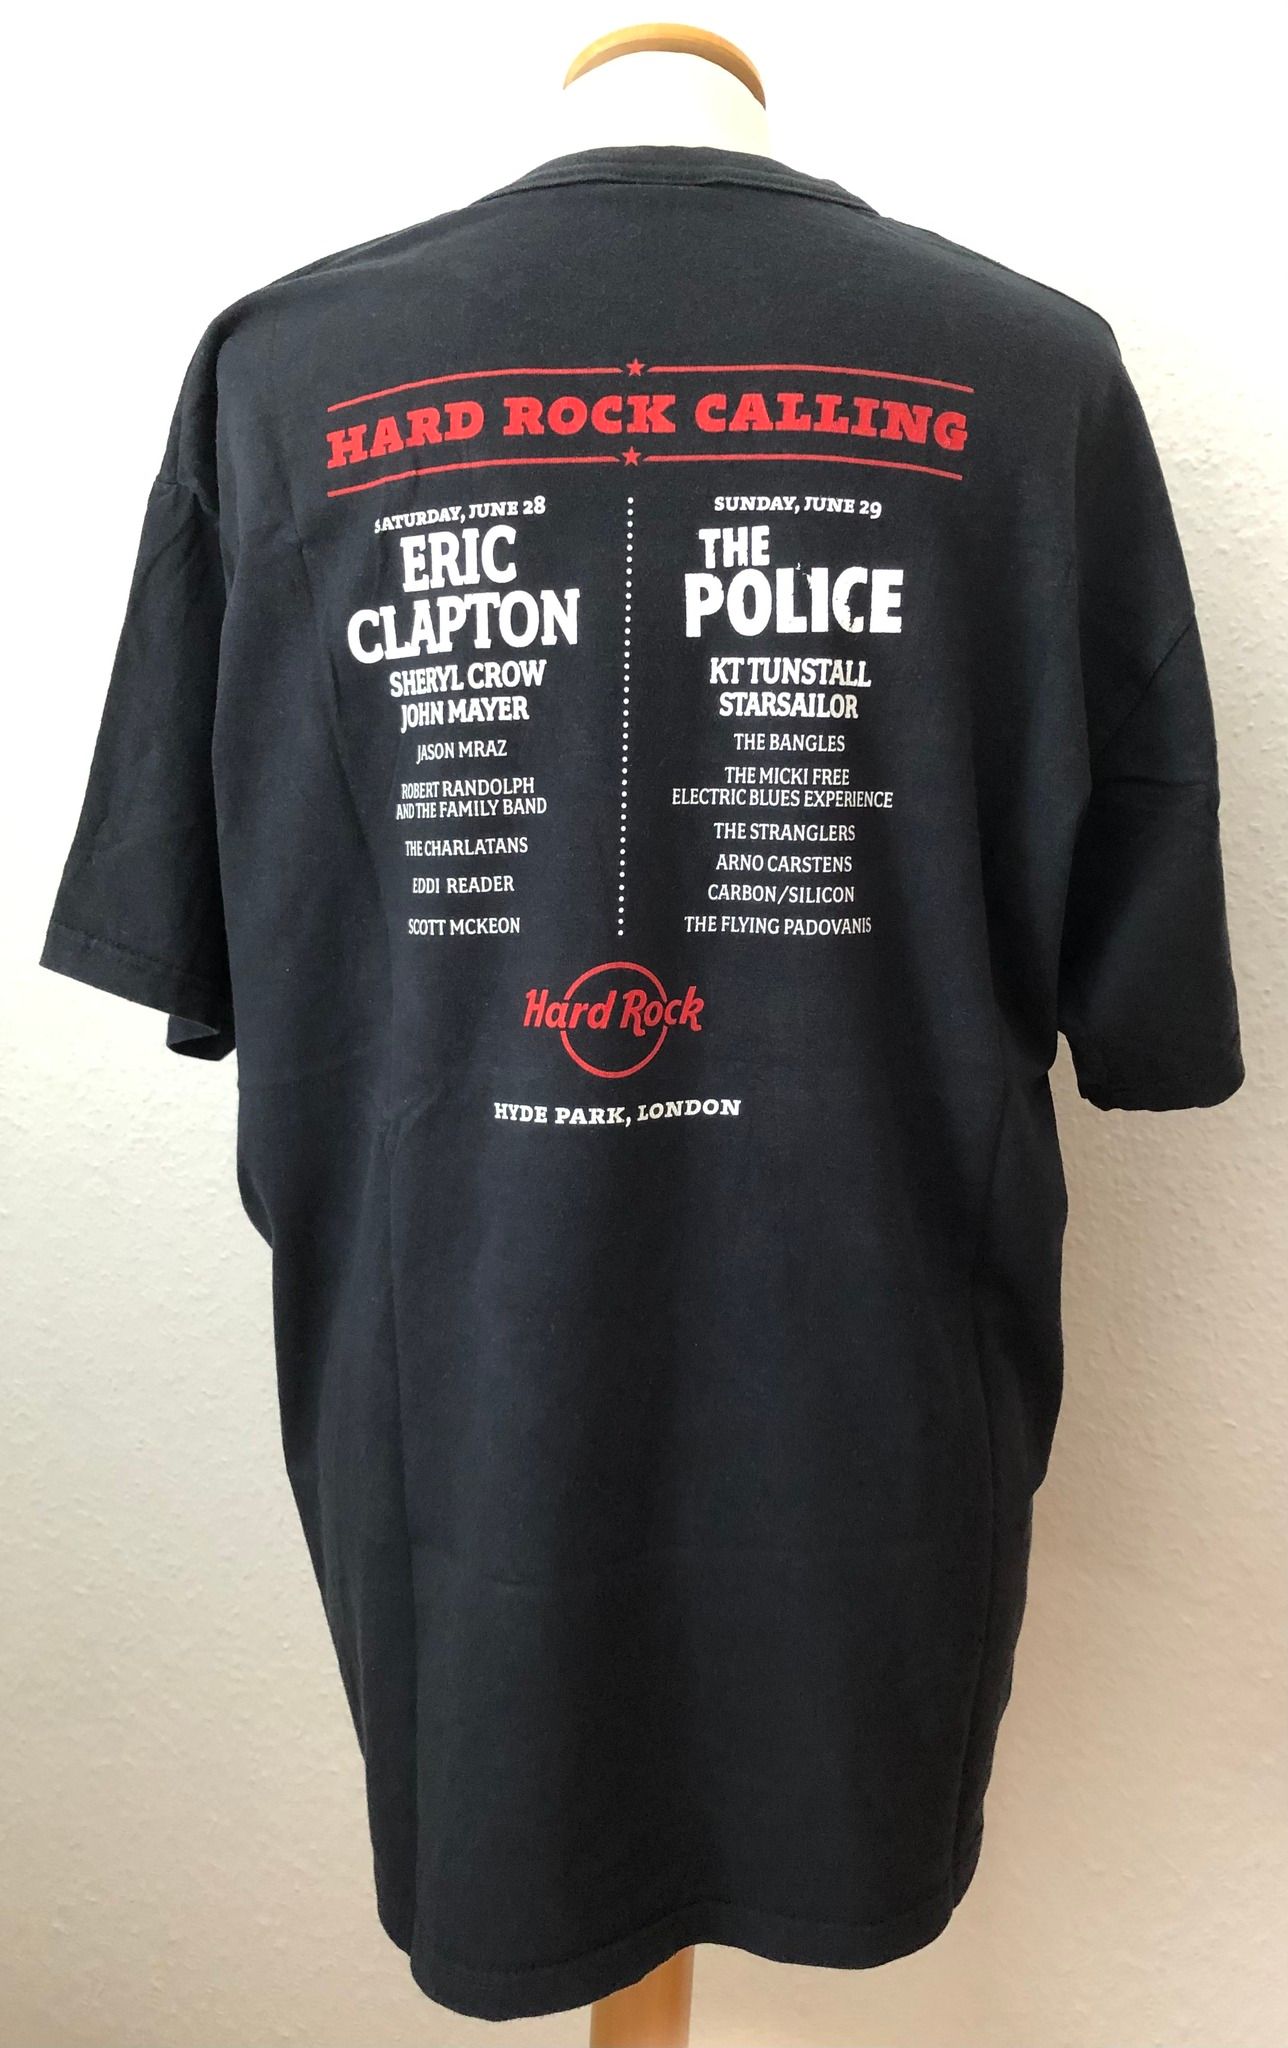 HARD ROCK CALLING
SATURDAY, JUNE 28
ERIC
CLAPTON
SHERYL CROW
JOHN MAYER
JASON MRAZ
ROBERT RANDOLPH
AND THE FAMILY BAND
THE CHARLATANS
EDDI READER
SCOTT MCKEON
SUNDAY, JUNE 29
THE
POLICE
KT TUNSTALL
STARSAILOR
THE BANGLES
THE MICKI FREE
ELECTRIC BLUES EXPERIENCE
THE STRANGLERS
ARNO CARSTENS
CARBON/SILICON
THE FLYING PADOVANIS
Hard Rock
HYDE PARK, LONDON